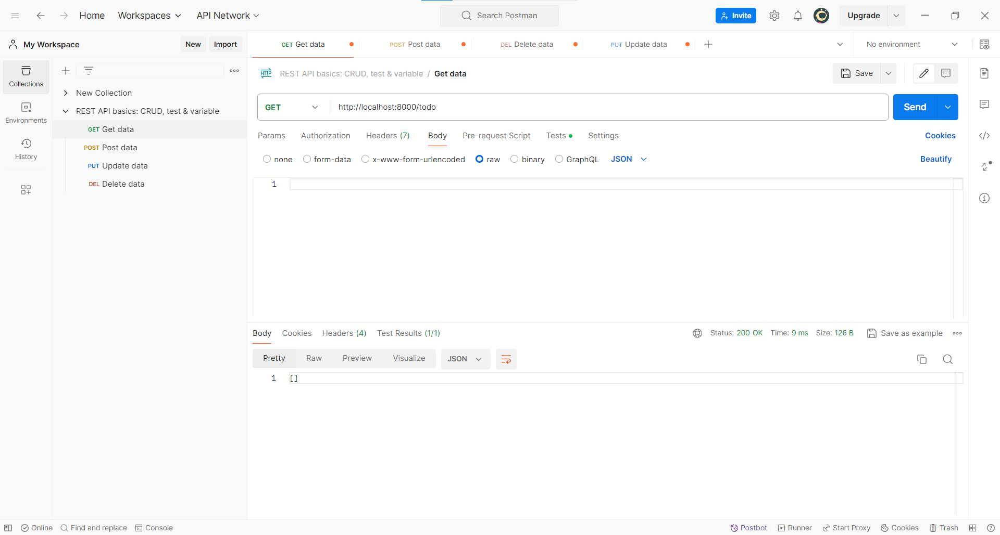 Home Workspaces API Network Search Postman Invite Upgrade
My Workspace New Import GET Get data POST Post data DEL Delete data PUT Update data No environment
Collections
Environments
History
New Collection
REST API basics: CRUD, test & variable
GET Get data
POST Post data
PUT Update data
DEL Delete data
HTTP REST API basics: CRUD, test & variable / Get data Save
GET http://localhost:8000/todo Send
Params Authorization Headers (7) Body Pre-request Script Tests Settings Cookies
none form-data x-www-form-urlencoded raw binary GraphQL JSON Beautify
1
Body Cookies Headers (4) Test Results (1/1) Status: 200 OK Time: 9 ms Size: 126 B Save as example
Pretty Raw Preview Visualize JSON
1 []
Online Find and replace Console Postbot Runner Start Proxy Cookies Trash